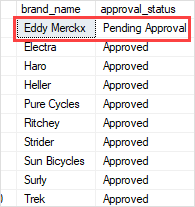 brand_name approval_status
Eddy Merckx Pending Approval
Electra Approved
Haro Approved
Heller Approved
Pure Cycles Approved
Ritchey Approved
Strider Approved
Sun Bicycles Approved
Surly Approved
Trek Approved